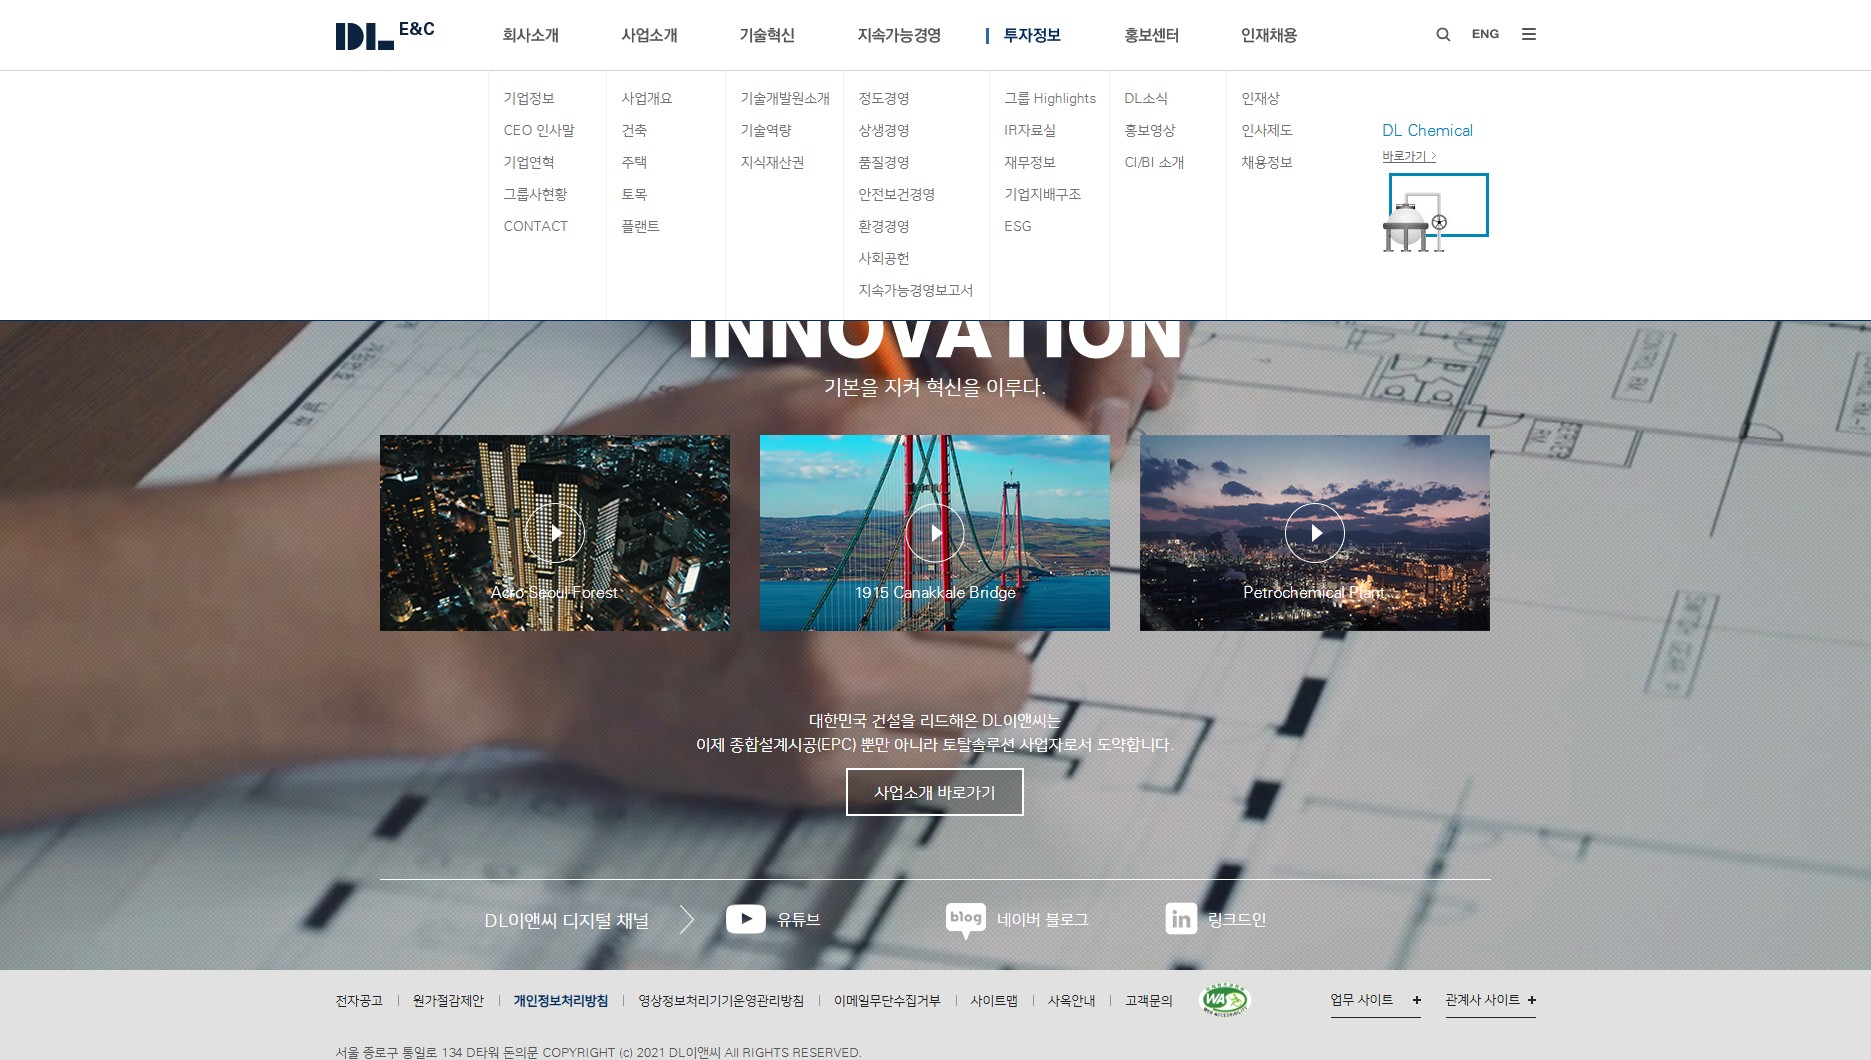 DL E&C
회사소개
사업소개
기술혁신
지속가능경영
투자정보
홍보센터
인재채용
ENG
기업정보
CEO 인사말
기업연혁
그룹사현황
CONTACT
사업개요
건축
주택
토목
플랜트
기술개발원소개
기술역량
지식재산권
정도경영
상생경영
품질경영
안전보건경영
환경경영
사회공헌
지속가능경영보고서
그룹 Highlights
IR자료실
재무정보
기업지배구조
ESG
DL소식
홍보영상
CI/BI 소개
인재상
인사제도
채용정보
DL Chemical
바로가기
INNOVATION
기본을 지켜 혁신을 이루다.
Acro Seoul Forest
1915 Canakkale Bridge
Petrochemical Plant
대한민국 건설을 리드해온 DL이앤씨는
이제 종합설계시공(EPC) 뿐만 아니라 토탈솔루션 사업자로서 도약합니다.
사업소개 바로가기
DL이앤씨 디지털 채널
유튜브
blog
네이버 블로그
in
링크드인
전자공고
원가절감제안
개인정보처리방침
영상정보처리기기운영관리방침
이메일무단수집거부
사이트맵
사옥안내
고객문의
WA
WEB ACCESSIBILITY
업무 사이트 +
관계사 사이트 +
서울 종로구 통일로 134 D타워 돈의문 COPYRIGHT (c) 2021 DL이앤씨 All RIGHTS RESERVED.